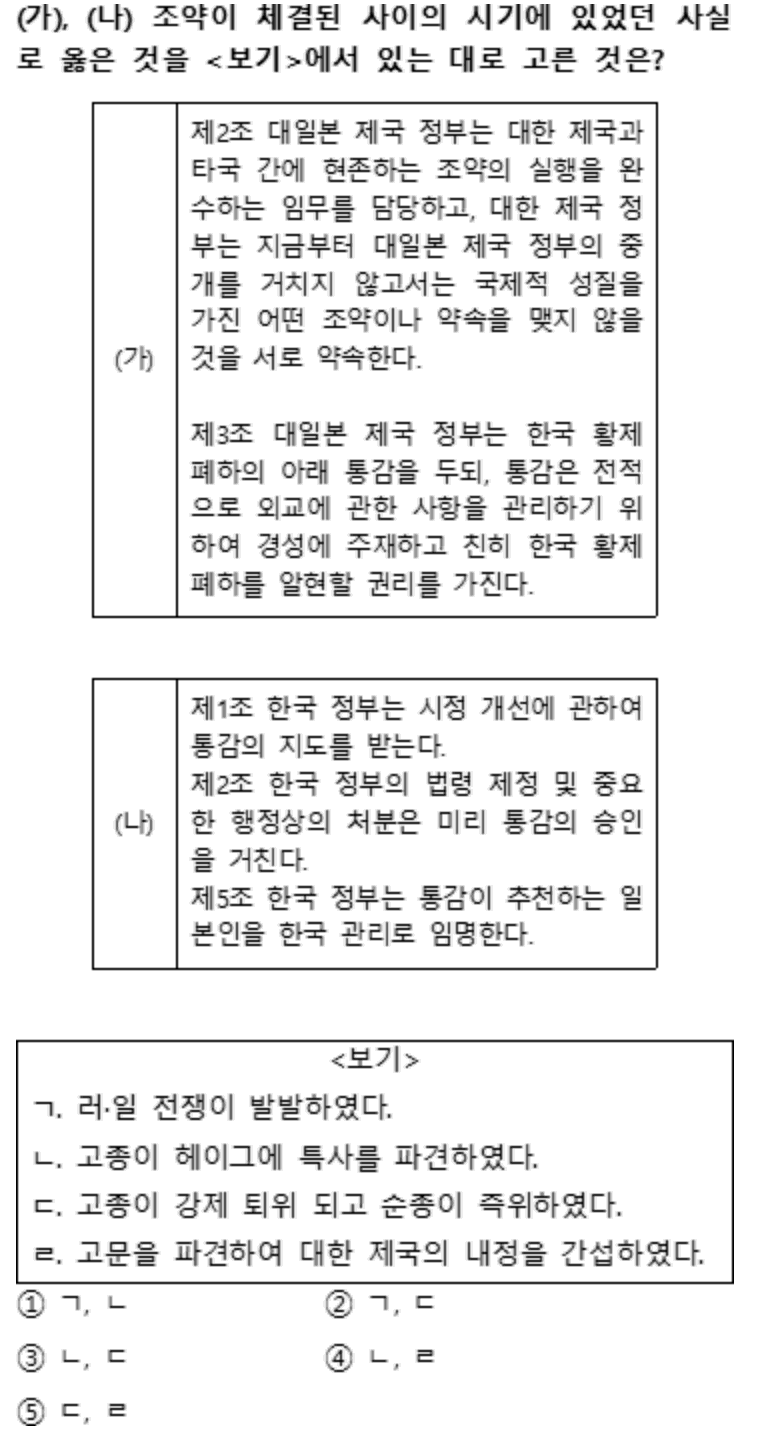 (가), (나) 조약이 체결된 사이의 시기에 있었던 사실
로 옳은 것을 <보기>에서 있는 대로 고른 것은?
제2조 대일본 제국 정부는 대한 제국과
타국 간에 현존하는 조약의 실행을 완
수하는 임무를 담당하고, 대한 제국 정
부는 지금부터 대일본 제국 정부의 중
개를 거치지 않고서는 국제적 성질을
가진 어떤 조약이나 약속을 맺지 않을
(가) 것을 서로 약속한다.
제3조 대일본 제국 정부는 한국 황제
폐하의 아래 통감을 두되, 통감은 전적
으로 외교에 관한 사항을 관리하기 위
하여 경성에 주재하고 친히 한국 황제
폐하를 알현할 권리를 가진다.
제1조 한국 정부는 시정 개선에 관하여
통감의 지도를 받는다.
제2조 한국 정부의 법령 제정 및 중요
(나) 한 행정상의 처분은 미리 통감의 승인
을 거친다.
제5조 한국 정부는 통감이 추천하는 일
본인을 한국 관리로 임명한다.
<보기>
ㄱ. 러·일 전쟁이 발발하였다.
ㄴ. 고종이 헤이그에 특사를 파견하였다.
ㄷ. 고종이 강제 퇴위 되고 순종이 즉위하였다.
ㄹ. 고문을 파견하여 대한 제국의 내정을 간섭하였다.
① ㄱ, ㄴ ② ㄱ, ㄷ
③ ㄴ, ㄷ ④ ㄴ, ㄹ
⑤ ㄷ, ㄹ